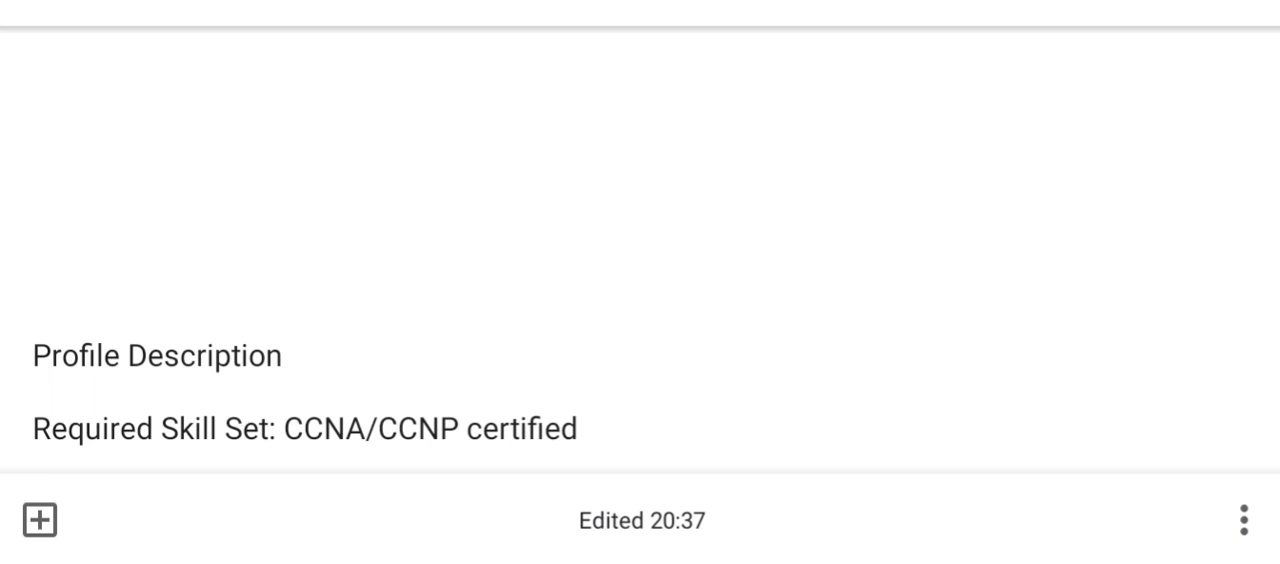 Profile Description
Required Skill Set: CCNA/CCNP certified
Edited 20:37